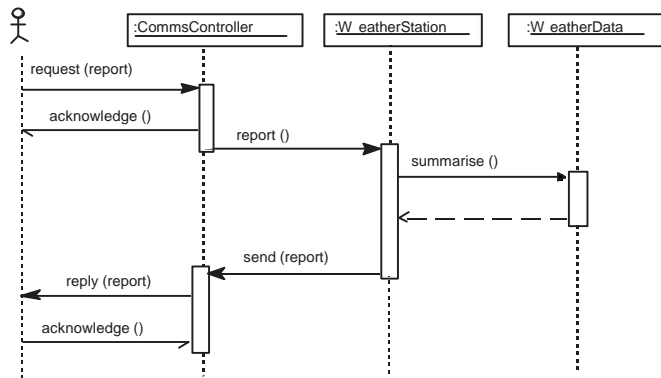 :CommsController
:W eatherStation
:W eatherData
request (report)
acknowledge ()
report ()
summarise ()
send (report)
reply (report)
acknowledge ()